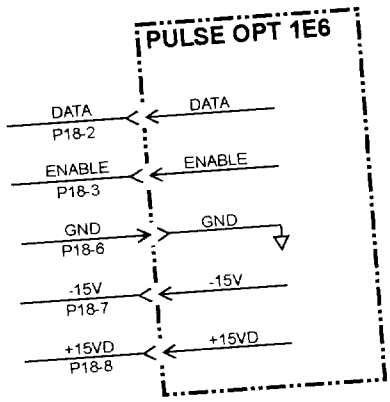 PULSE OPT 1E6
DATA DATA
P18-2
ENABLE ENABLE
P18-3
GND GND
P18-6
-15V -15V
P18-7
+15VD +15VD
P18-8